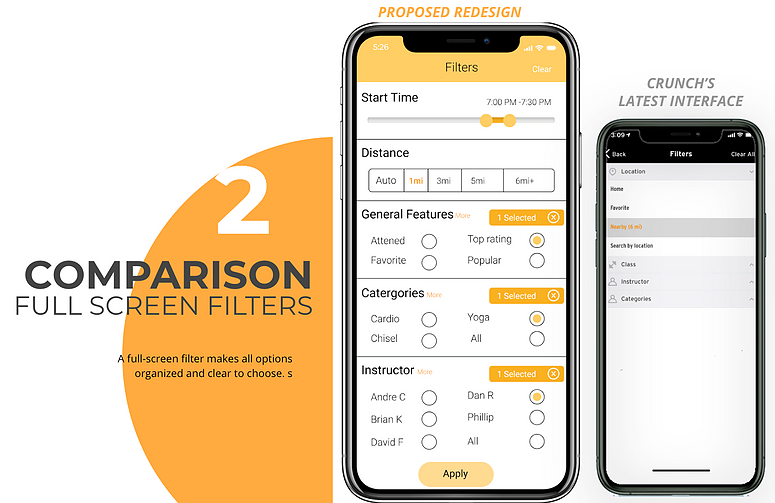 PROPOSED REDESIGN
5:26
Filters
Clear
Start Time
7:00 PM -7:30 PM
Distance
Auto 1mi 3mi 5mi 6mi+
General Features More 1 Selected
Attened Top rating
Favorite Popular
Catergories More 1 Selected
Cardio Yoga
Chisel All
Instructor More 1 Selected
Andre C Dan R
Brian K Phillip
David F All
Apply
CRUNCH'S
LATEST INTERFACE
3:09
Back Filters Clear All
Location
Home
Favorite
Nearby (6 mi)
Search by location
Class
Instructor
Categories
2
COMPARISON
FULL SCREEN FILTERS
A full-screen filter makes all options
organized and clear to choose. s